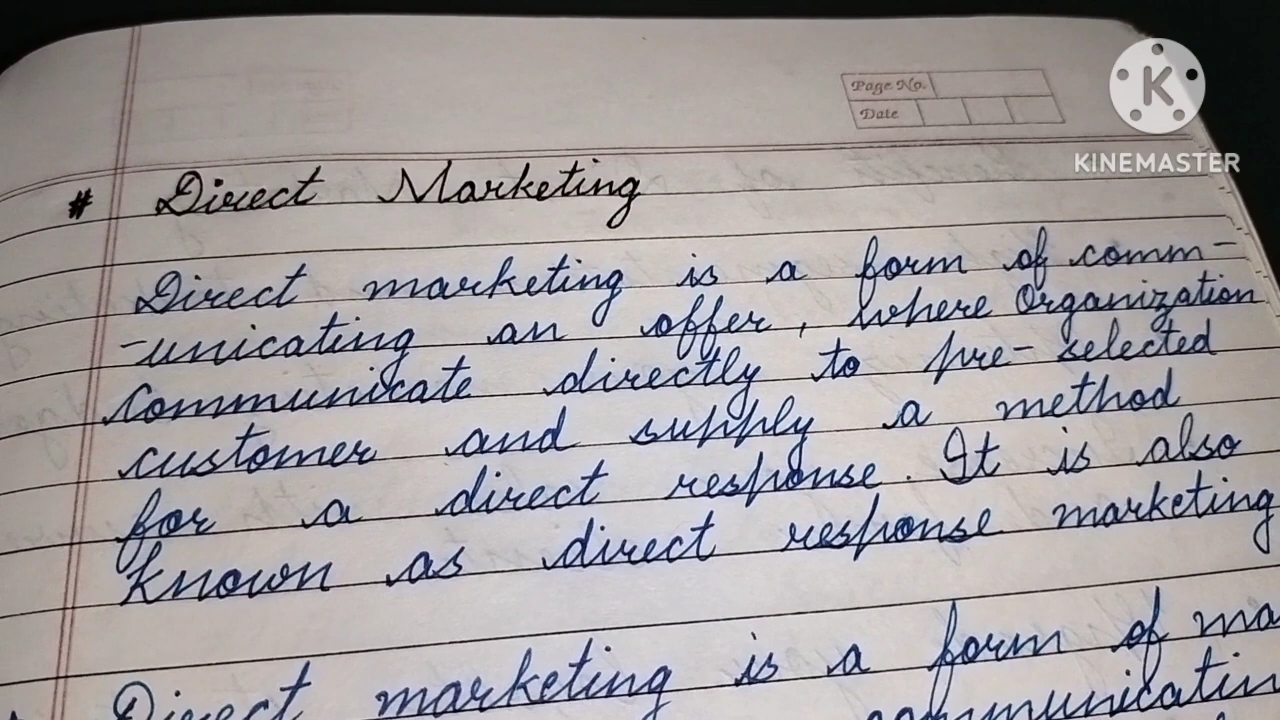 Page No.
Date
KINEMASTER
# Direct Marketing
Direct marketing is a form of comm-
-unicating an offer, where Organization
communicate directly to pre-selected
customer and supply a method
for a direct response. It is also
known as direct response marketing
Direct marketing is a form of ma
communicatin